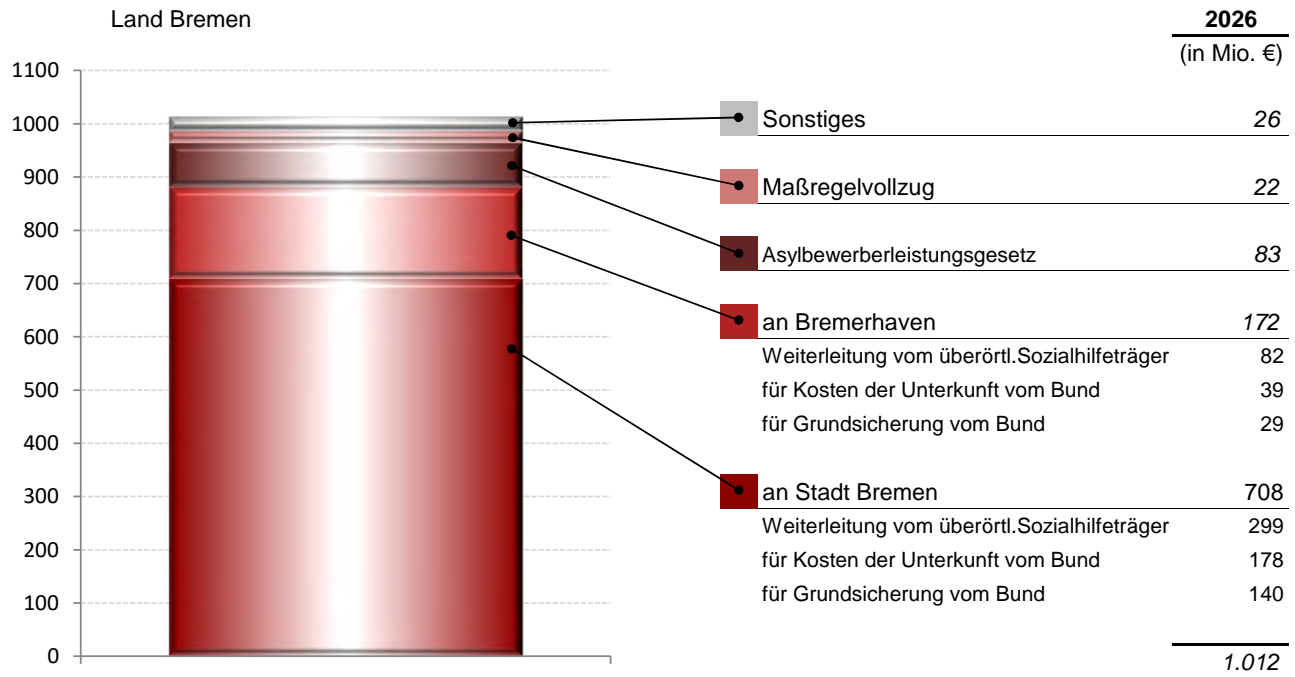 Land Bremen
2026
(in Mio. €)
1100
1000
900
800
700
600
500
400
300
200
100
0
Sonstiges 26
Maßregelvollzug 22
Asylbewerberleistungsgesetz 83
an Bremerhaven 172
Weiterleitung vom überörtl.Sozialhilfeträger 82
für Kosten der Unterkunft vom Bund 39
für Grundsicherung vom Bund 29
an Stadt Bremen 708
Weiterleitung vom überörtl.Sozialhilfeträger 299
für Kosten der Unterkunft vom Bund 178
für Grundsicherung vom Bund 140
1.012